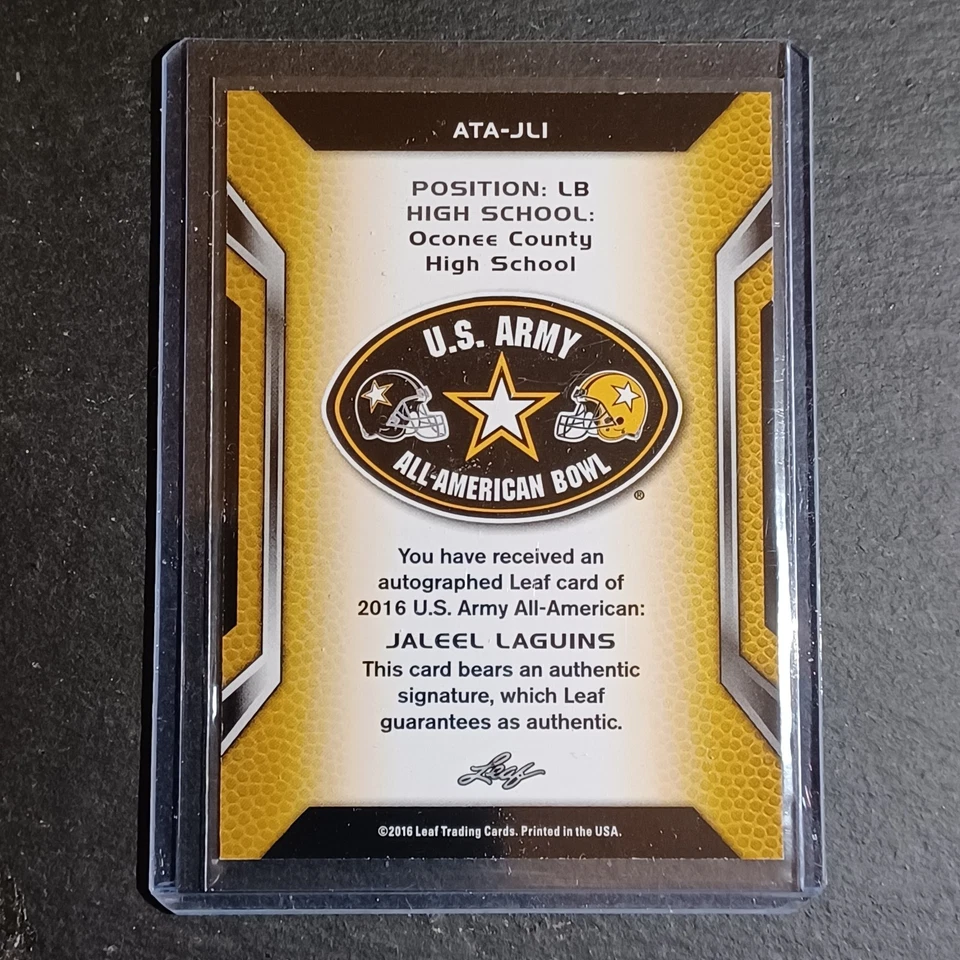 ATA-JL1
POSITION: LB
HIGH SCHOOL:
Oconee County
High School
U.S. ARMY
ALL-AMERICAN BOWL
®
You have received an
autographed Leaf card of
2016 U.S. Army All-American:
JALEEL LAGUINS
This card bears an authentic
signature, which Leaf
guarantees as authentic.
Leaf
©2016 Leaf Trading Cards. Printed in the USA.